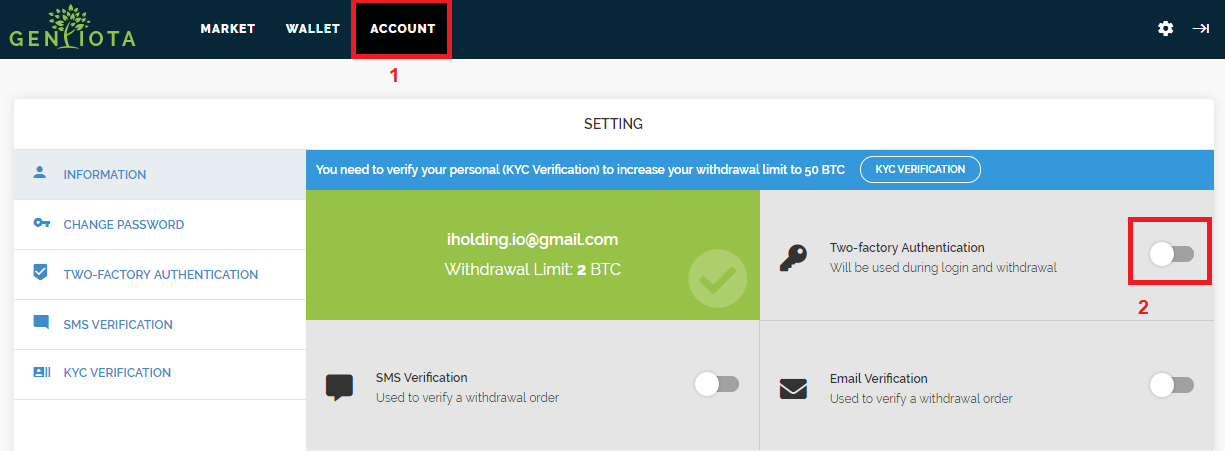 GENTIOTA
MARKET
WALLET
ACCOUNT
1
SETTING
INFORMATION
CHANGE PASSWORD
TWO-FACTORY AUTHENTICATION
SMS VERIFICATION
KYC VERIFICATION
You need to verify your personal (KYC Verification) to increase your withdrawal limit to 50 BTC
KYC VERIFICATION
iholding.io@gmail.com
Withdrawal Limit: 2 BTC
Two-factory Authentication
Will be used during login and withdrawal
2
SMS Verification
Used to verify a withdrawal order
Email Verification
Used to verify a withdrawal order